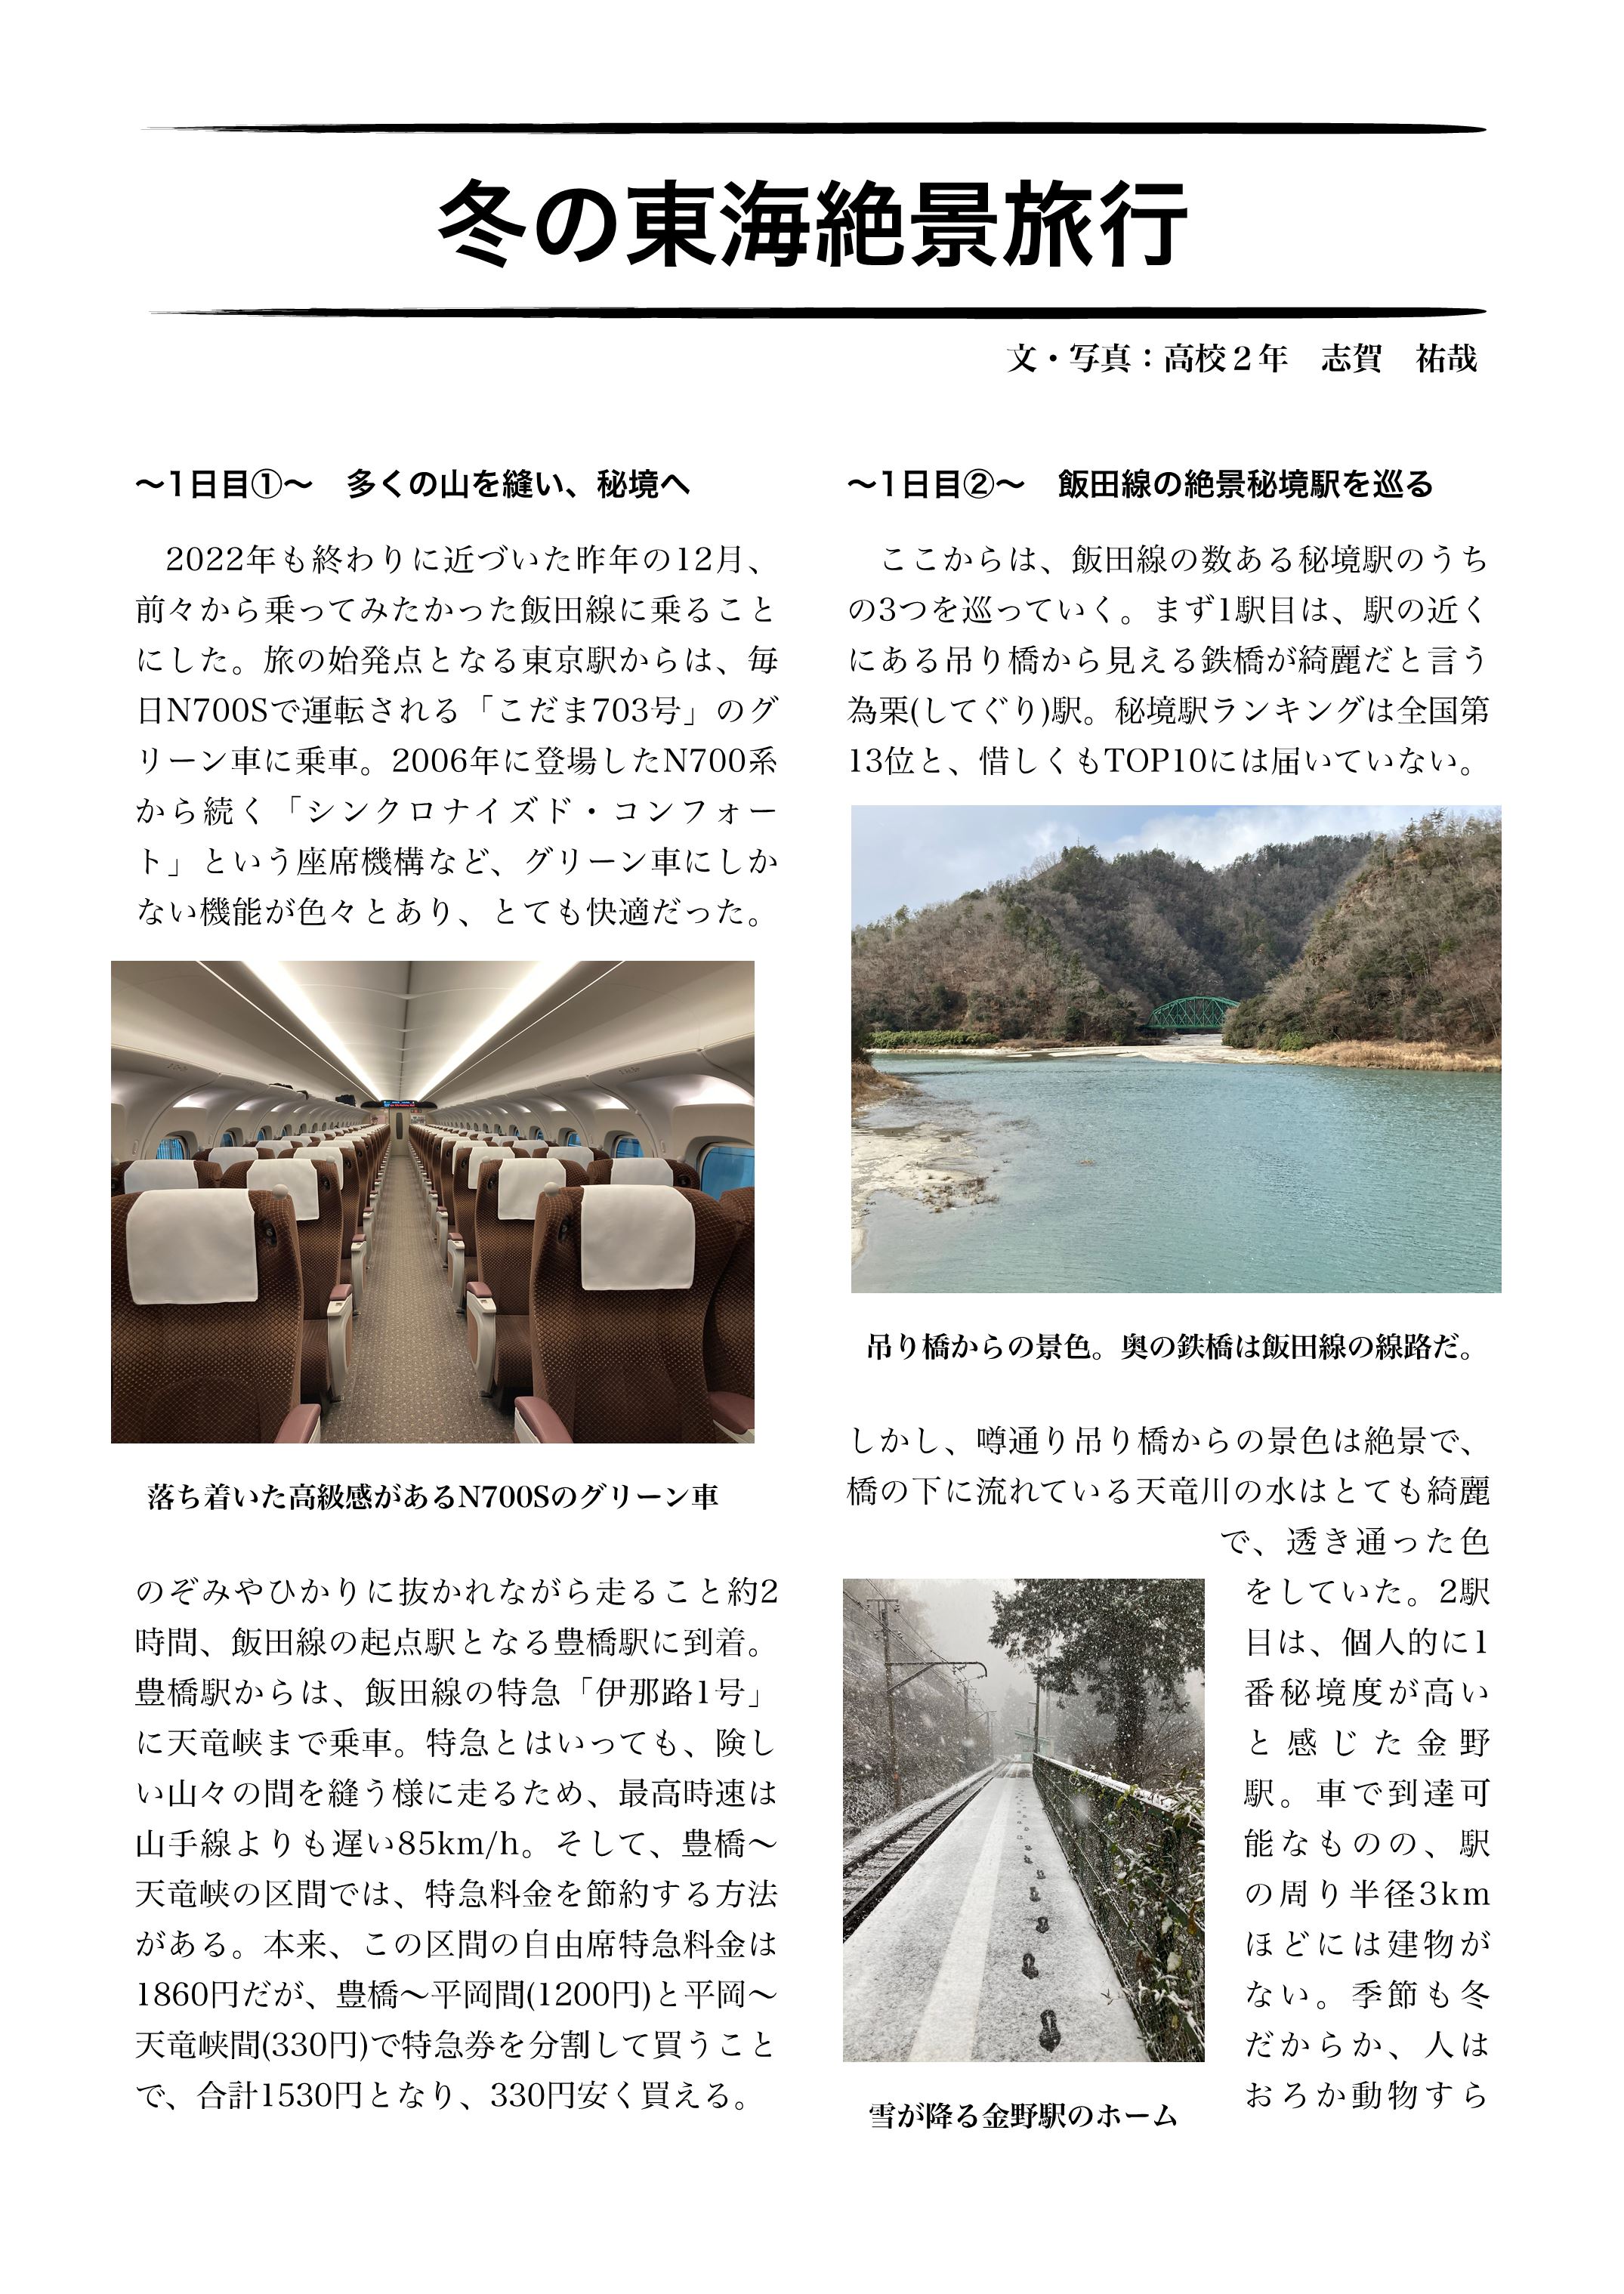 冬の東海絶景旅行
文・写真：高校２年　志賀　祐哉
〜1日目①〜　多くの山を縫い、秘境へ
　2022年も終わりに近づいた昨年の12月、
前々から乗ってみたかった飯田線に乗ること
にした。旅の始発点となる東京駅からは、毎
日N700Sで運転される「こだま703号」のグ
リーン車に乗車。2006年に登場したN700系
から続く「シンクロナイズド・コンフォー
ト」という座席機構など、グリーン車にしか
ない機能が色々とあり、とても快適だった。
落ち着いた高級感があるN700Sのグリーン車
のぞみやひかりに抜かれながら走ること約2
時間、飯田線の起点駅となる豊橋駅に到着。
豊橋駅からは、飯田線の特急「伊那路1号」
に天竜峡まで乗車。特急とはいっても、険し
い山々の間を縫う様に走るため、最高時速は
山手線よりも遅い85km/h。そして、豊橋〜
天竜峡の区間では、特急料金を節約する方法
がある。本来、この区間の自由席特急料金は
1860円だが、豊橋〜平岡間(1200円)と平岡〜
天竜峡間(330円)で特急券を分割して買うこと
で、合計1530円となり、330円安く買える。
〜1日目②〜　飯田線の絶景秘境駅を巡る
　ここからは、飯田線の数ある秘境駅のうち
の3つを巡っていく。まず1駅目は、駅の近く
にある吊り橋から見える鉄橋が綺麗だと言う
為栗(してぐり)駅。秘境駅ランキングは全国第
13位と、惜しくもTOP10には届いていない。
吊り橋からの景色。奥の鉄橋は飯田線の線路だ。
しかし、噂通り吊り橋からの景色は絶景で、
橋の下に流れている天竜川の水はとても綺麗
で、透き通った色
をしていた。2駅
目は、個人的に1
番秘境度が高い
と感じた金野
駅。車で到達可
能なものの、駅
の周り半径3km
ほどには建物が
ない。季節も冬
だからか、人は
おろか動物すら
雪が降る金野駅のホーム